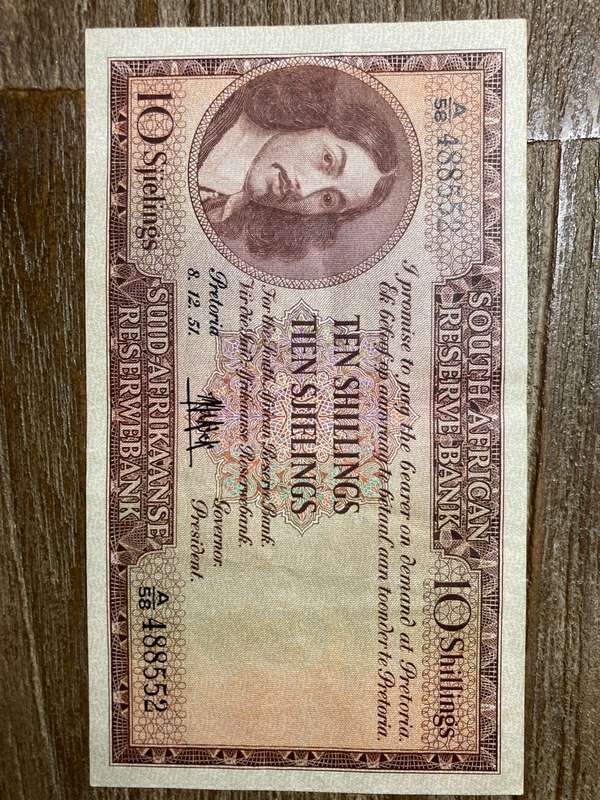 SOUTH AFRICAN
RESERVE BANK
A/58 488552
10 Shillings
I promise to pay the bearer on demand at Pretoria.
Ek beloof op aanvraag te betaal aan toonder te Pretoria.
TEN SHILLINGS
TIEN SJIELINGS
For the South African Reserve Bank.
Vir die Suid-Afrikaanse Reserwebank.
Pretoria
8.12.51.
Governor.
President.
10 Sjielings
SUID-AFRIKAANSE
RESERWEBANK
A/58 488552